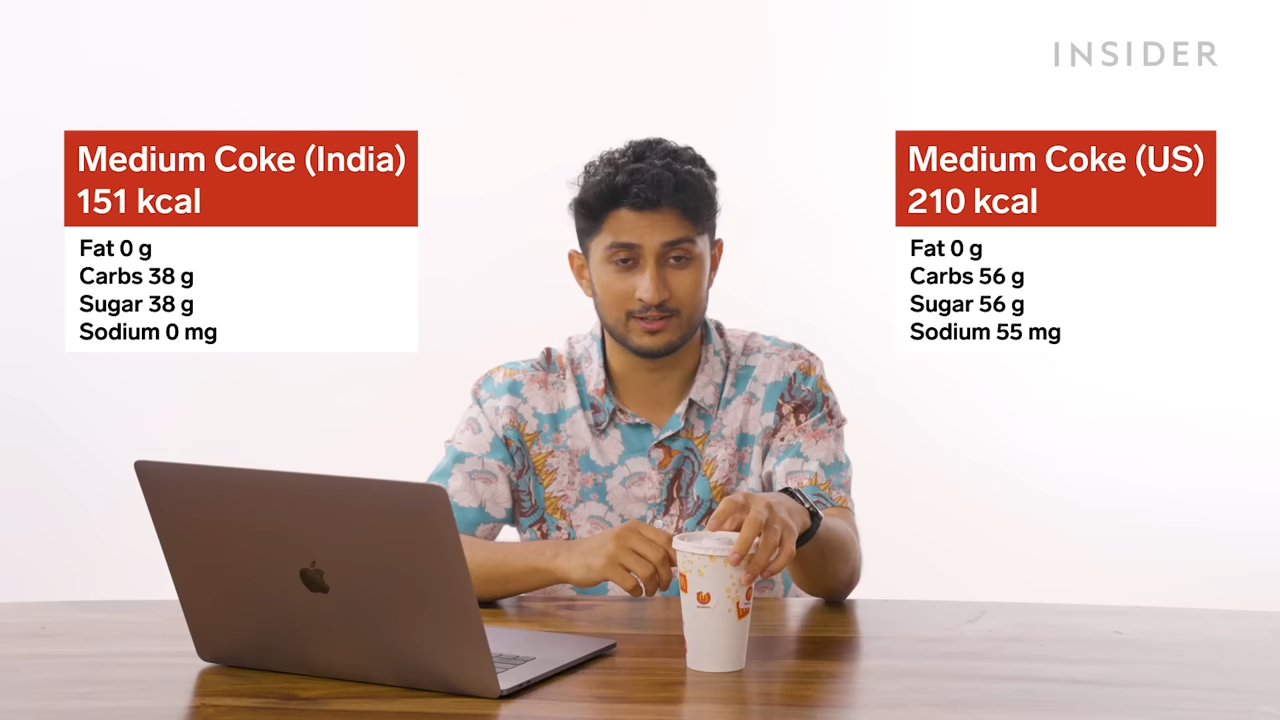 INSIDER
Medium Coke (India)
151 kcal
Fat 0 g
Carbs 38 g
Sugar 38 g
Sodium 0 mg
Medium Coke (US)
210 kcal
Fat 0 g
Carbs 56 g
Sugar 56 g
Sodium 55 mg